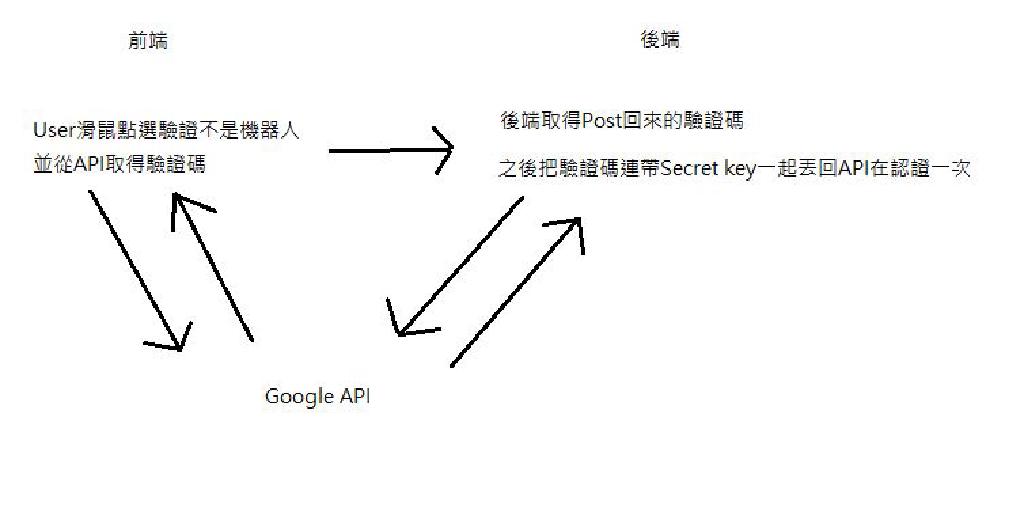 前端
後端
User滑鼠點選驗證不是機器人
並從API取得驗證碼
後端取得Post回來的驗證碼
之後把驗證碼連帶Secret key一起丟回API在認證一次
Google API